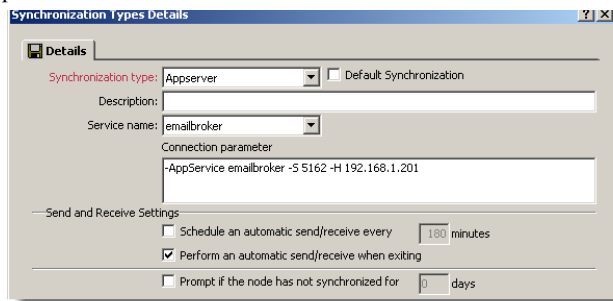 Synchronization Types Details
Details
Synchronization type: Appserver Default Synchronization
Description:
Service name: emailbroker
Connection parameter
-AppService emailbroker -S 5162 -H 192.168.1.201
Send and Receive Settings
Schedule an automatic send/receive every 180 minutes
Perform an automatic send/receive when exiting
Prompt if the node has not synchronized for 0 days